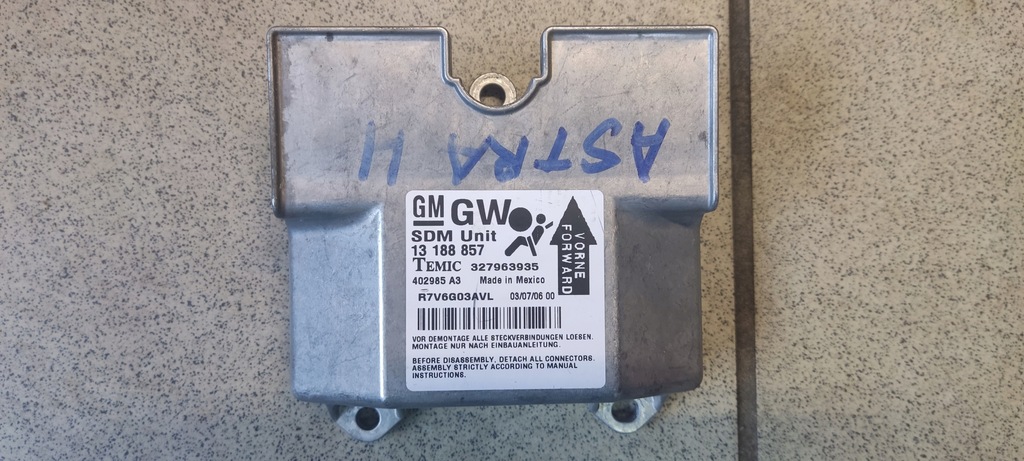 ASTRA H
GM GW
SDM Unit
13 188 857
TEMIC 327963935
402985 A3 Made in Mexico
R7V6G03AVL 03/07/06 00
VORNE
FORWARD
VOR DEMONTAGE ALLE STECKVERBINDUNGEN LOESEN.
MONTAGE NUR NACH EINBAUANLEITUNG.
BEFORE DISASSEMBLY, DETACH ALL CONNECTORS.
ASSEMBLY STRICTLY ACCORDING TO MANUAL
INSTRUCTIONS.